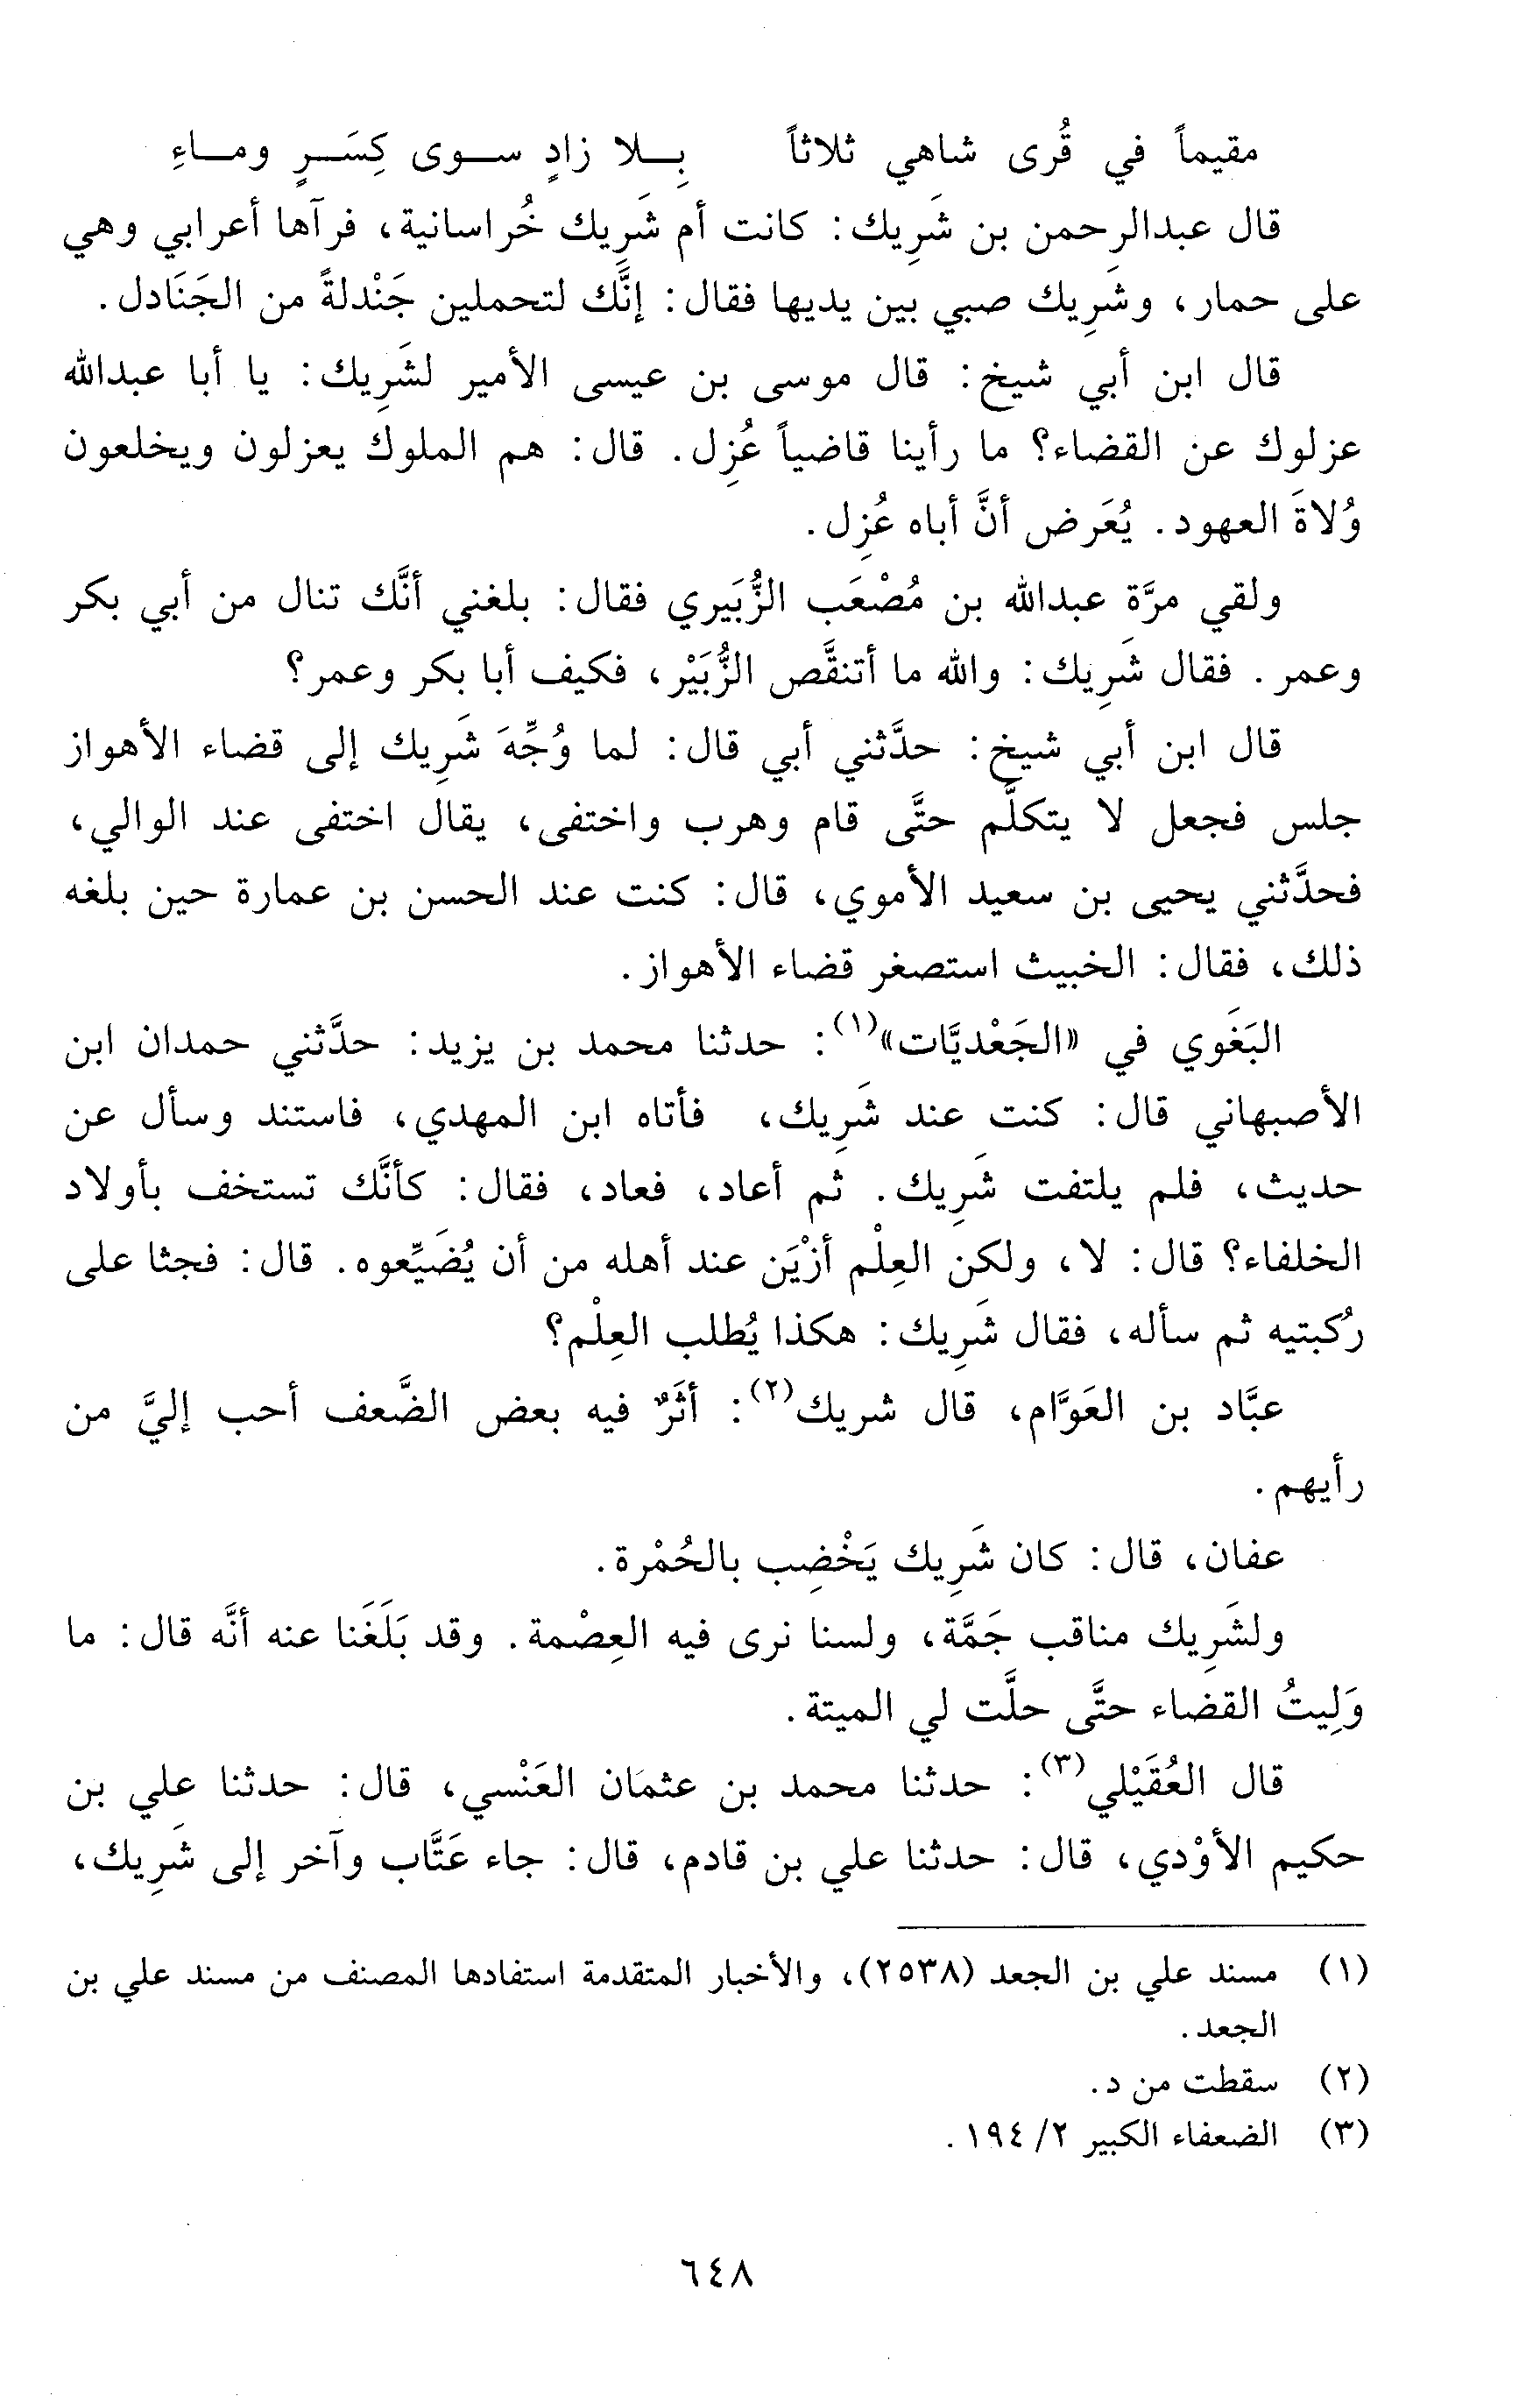 مقيماً في قُرى شاهي ثلاثاً بِلا زادٍ سوى كِسَرٍ وماءِ
قال عبدالرحمن بن شَرِيك: كانت أم شَرِيك خُراسانية، فرآها أعرابي وهي
على حمار، وشَرِيك صبي بين يديها فقال: إنَّك لتحملين جَنْدلةً من الجَنَادل.
قال ابن أبي شيخ: قال موسى بن عيسى الأمير لشَرِيك: يا أبا عبدالله
عزلوك عن القضاء؟ ما رأينا قاضياً عُزِل. قال: هم الملوك يعزلون ويخلعون
وُلاةَ العهود. يُعَرض أنَّ أباه عُزِل.
ولقي مرَّة عبدالله بن مُصْعَب الزُّبَيري فقال: بلغني أنَّك تنال من أبي بكر
وعمر. فقال شَرِيك: والله ما أتنقَّص الزُّبَيْر، فكيف أبا بكر وعمر؟
قال ابن أبي شيخ: حدَّثني أبي قال: لما وُجِّهَ شَرِيك إلى قضاء الأهواز
جلس فجعل لا يتكلَّم حتَّى قام وهرب واختفى، يقال اختفى عند الوالي،
فحدَّثني يحيى بن سعيد الأموي، قال: كنت عند الحسن بن عمارة حين بلغه
ذلك، فقال: الخبيث استصغر قضاء الأهواز.
البَغَوي في «الجَعْديَّات»(١): حدثنا محمد بن يزيد: حدَّثني حمدان ابن
الأصبهاني قال: كنت عند شَرِيك، فأتاه ابن المهدي، فاستند وسأل عن
حديث، فلم يلتفت شَرِيك. ثم أعاد، فعاد، فقال: كأنَّك تستخف بأولاد
الخلفاء؟ قال: لا، ولكن العِلْم أزْيَن عند أهله من أن يُضَيِّعوه. قال: فجثا على
رُكبتيه ثم سأله، فقال شَرِيك: هكذا يُطلب العِلْم؟
عبَّاد بن العَوَّام، قال شريك(٢): أثَرٌ فيه بعض الضَّعف أحب إليَّ من
رأيهم.
عفان، قال: كان شَرِيك يَخْضِب بالحُمْرة.
ولشَرِيك مناقب جَمَّة، ولسنا نرى فيه العِصْمة. وقد بَلَغَنا عنه أنَّه قال: ما
وَلِيتُ القضاء حتَّى حلَّت لي الميتة.
قال العُقَيْلي(٣): حدثنا محمد بن عثمان العَنْسي، قال: حدثنا علي بن
حكيم الأوْدي، قال: حدثنا علي بن قادم، قال: جاء عَتَّاب وآخر إلى شَرِيك،
(١) مسند علي بن الجعد (٢٥٣٨)، والأخبار المتقدمة استفادها المصنف من مسند علي بن
الجعد.
(٢) سقطت من د.
(٣) الضعفاء الكبير ٢/ ١٩٤.
٦٤٨